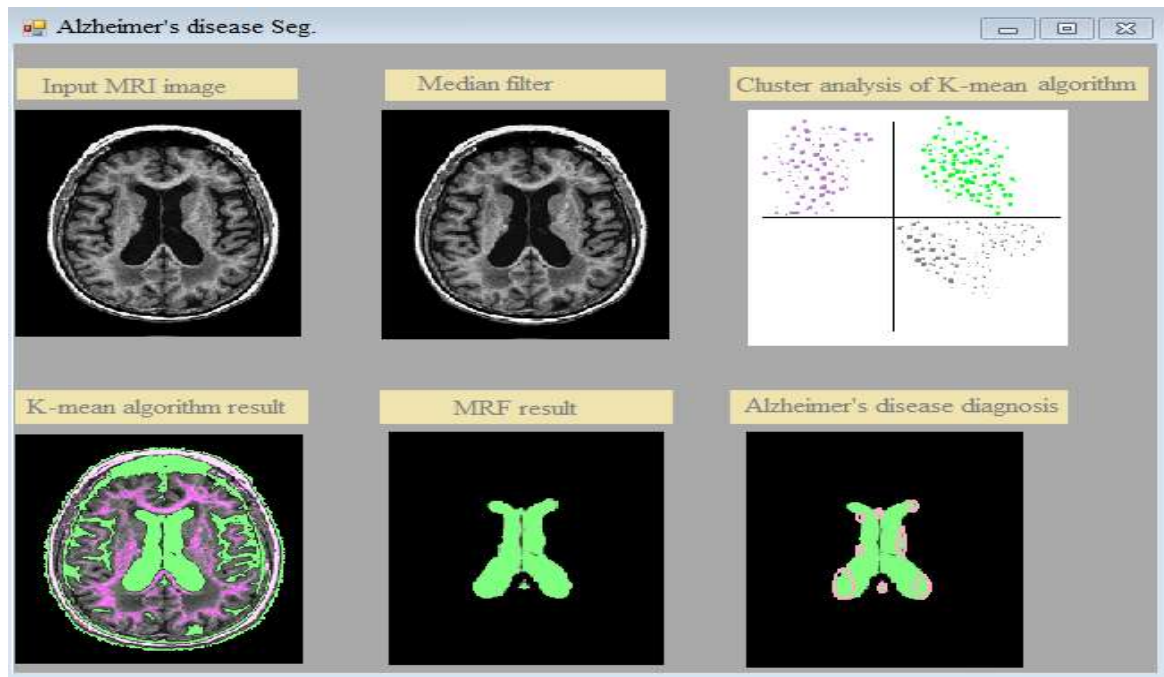 Alzheimer's disease Seg.
Input MRI image
Median filter
Cluster analysis of K-mean algorithm
K-mean algorithm result
MRF result
Alzheimer's disease diagnosis